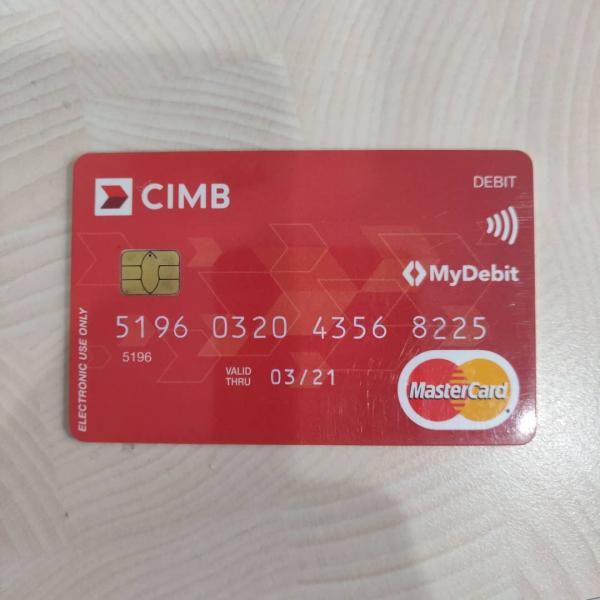 CIMB
DEBIT
MyDebit
ELECTRONIC USE ONLY
5196 0320 4356 8225
5196
VALID THRU 03/21
MasterCard